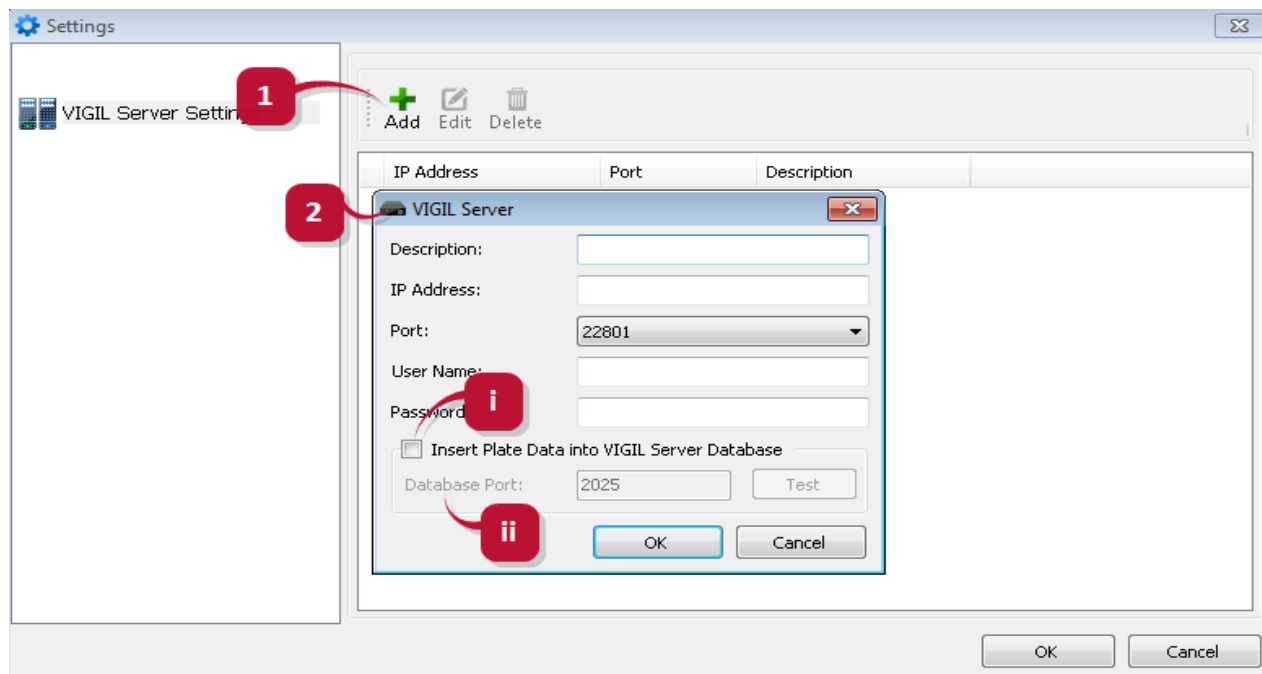 Settings
1
VIGIL Server Settin
Add Edit Delete
IP Address Port Description
2
VIGIL Server
Description:
IP Address:
Port: 22801
User Name:
i
Password
Insert Plate Data into VIGIL Server Database
Database Port: 2025 Test
ii
OK Cancel
OK Cancel